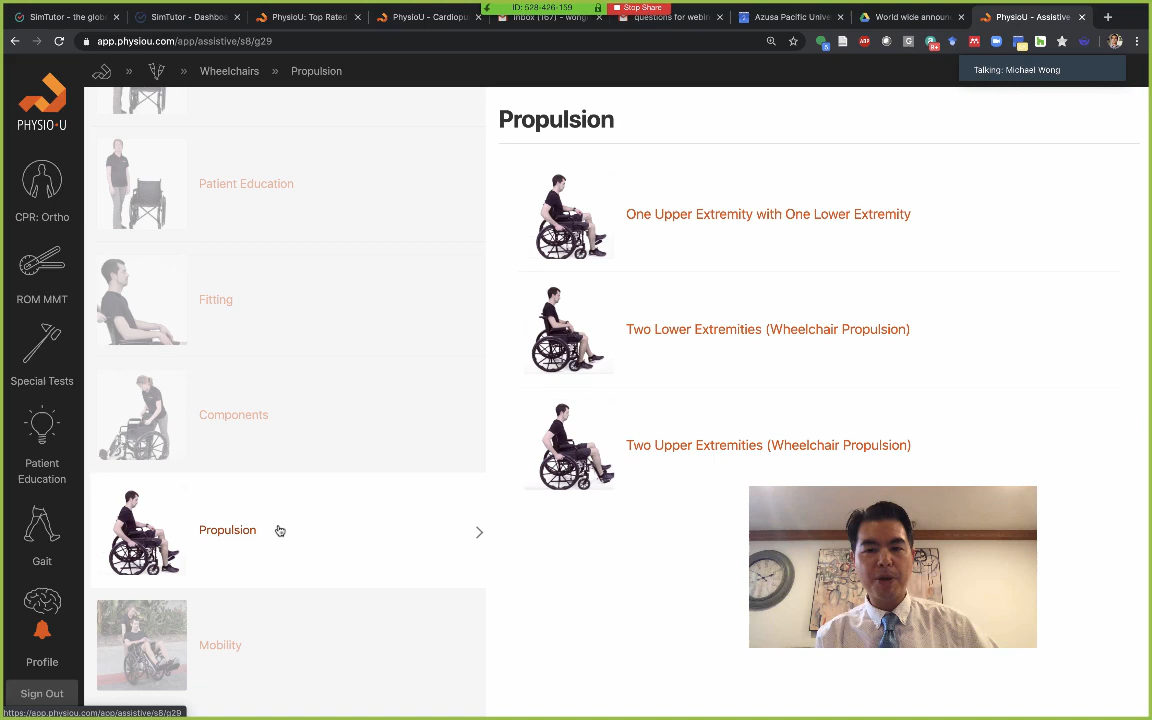 SimTutor – the glob
SimTutor - Dashbo
PhysioU: Top Rated
PhysioU - Cardiopu
Inbox (167) - wongr
questions for webin
Azusa Pacific Unive
World wide announ
PhysioU - Assistive
ID: 528-426-159
Stop Share
app.physiou.com/app/assistive/s8/g29
Talking: Michael Wong
» » Wheelchairs » Propulsion
PHYSIO•U
CPR: Ortho
ROM MMT
Special Tests
Patient
Education
Gait
Profile
Sign Out
Patient Education
Fitting
Components
Propulsion
Mobility
Propulsion
One Upper Extremity with One Lower Extremity
Two Lower Extremities (Wheelchair Propulsion)
Two Upper Extremities (Wheelchair Propulsion)
https://app.physiou.com/app/assistive/s8/g29